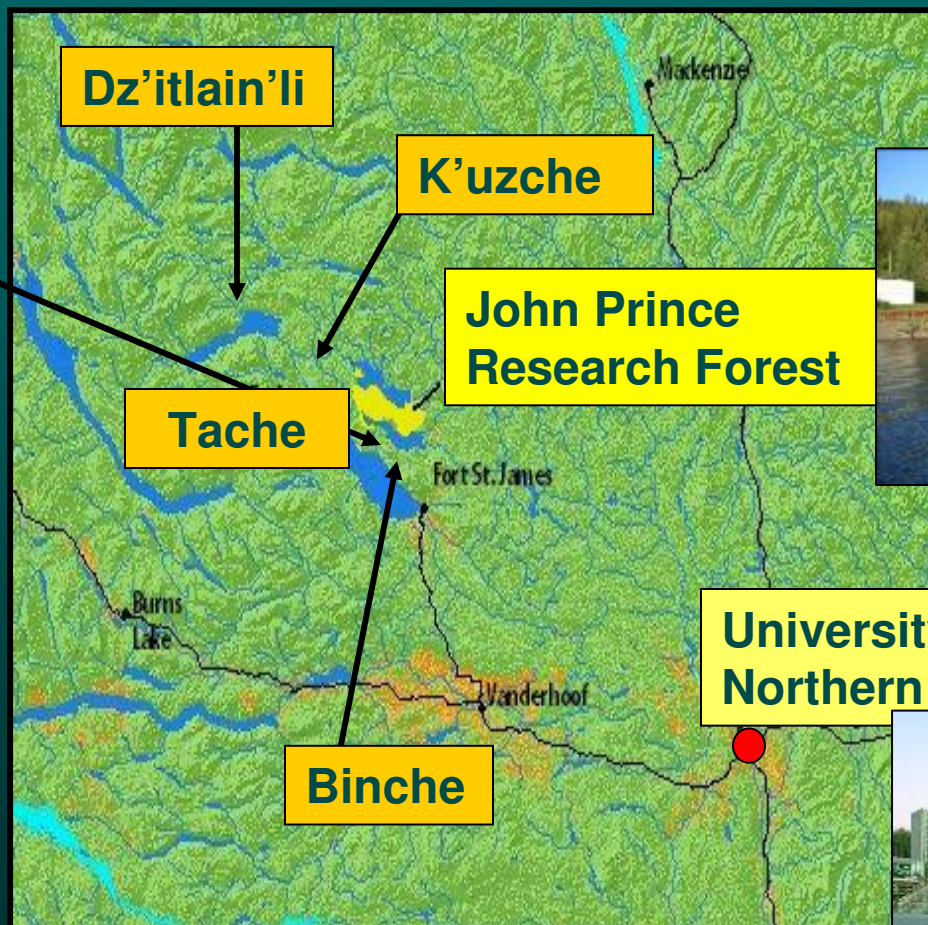 Dz’itlain’li
Mackenzie
K’uzche
John Prince
Research Forest
Tache
Fort St. James
Burns
Lake
Universit
Northern
Vanderhoof
Binche